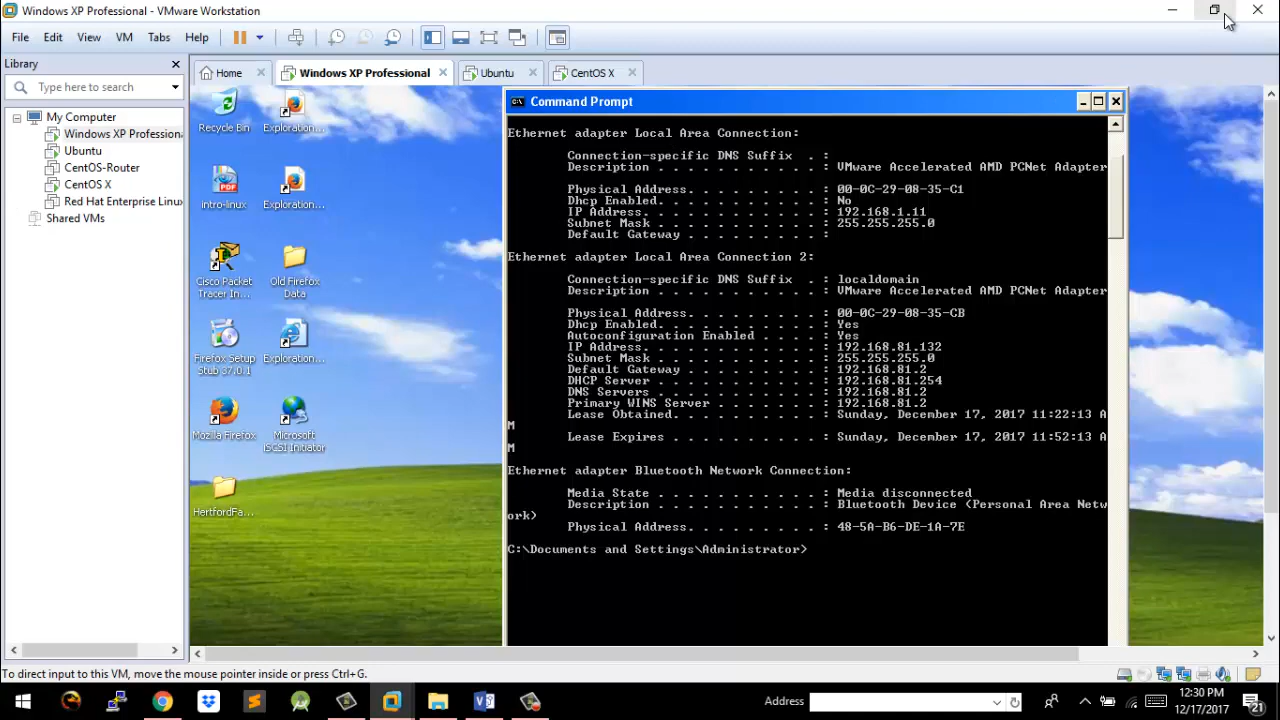 Windows XP Professional - VMware Workstation
File Edit View VM Tabs Help
Library
Type here to search
My Computer
Windows XP Profession
Ubuntu
CentOS-Router
CentOS X
Red Hat Enterprise Linux
Shared VMs
Home
Windows XP Professional
Ubuntu
CentOS X
Recycle Bin
Exploration...
intro-linux
Exploration...
Cisco Packet
Tracer In...
Old Firefox
Data
Firefox Setup
Stub 37.0.1
Exploration...
Mozilla Firefox
Microsoft
iSCSI Initiator
HertfordFa...
Command Prompt
Ethernet adapter Local Area Connection:
Connection-specific DNS Suffix . :
Description . . . . . . . . . . . : VMware Accelerated AMD PCNet Adapter
Physical Address. . . . . . . . . : 00-0C-29-08-35-C1
Dhcp Enabled. . . . . . . . . . . : No
IP Address. . . . . . . . . . . . : 192.168.1.11
Subnet Mask . . . . . . . . . . . : 255.255.255.0
Default Gateway . . . . . . . . . :
Ethernet adapter Local Area Connection 2:
Connection-specific DNS Suffix . : localdomain
Description . . . . . . . . . . . : VMware Accelerated AMD PCNet Adapter
Physical Address. . . . . . . . . : 00-0C-29-08-35-CB
Dhcp Enabled. . . . . . . . . . . : Yes
Autoconfiguration Enabled . . . . : Yes
IP Address. . . . . . . . . . . . : 192.168.81.132
Subnet Mask . . . . . . . . . . . : 255.255.255.0
Default Gateway . . . . . . . . . : 192.168.81.2
DHCP Server . . . . . . . . . . . : 192.168.81.254
DNS Servers . . . . . . . . . . . : 192.168.81.2
Primary WINS Server . . . . . . . : 192.168.81.2
Lease Obtained. . . . . . . . . . : Sunday, December 17, 2017 11:22:13 A
M
Lease Expires . . . . . . . . . . : Sunday, December 17, 2017 11:52:13 A
M
Ethernet adapter Bluetooth Network Connection:
Media State . . . . . . . . . . . : Media disconnected
Description . . . . . . . . . . . : Bluetooth Device (Personal Area Netw
ork)
Physical Address. . . . . . . . . : 48-5A-B6-DE-1A-7E
C:\Documents and Settings\Administrator>
To direct input to this VM, move the mouse pointer inside or press Ctrl+G.
Address
12:30 PM
12/17/2017
21